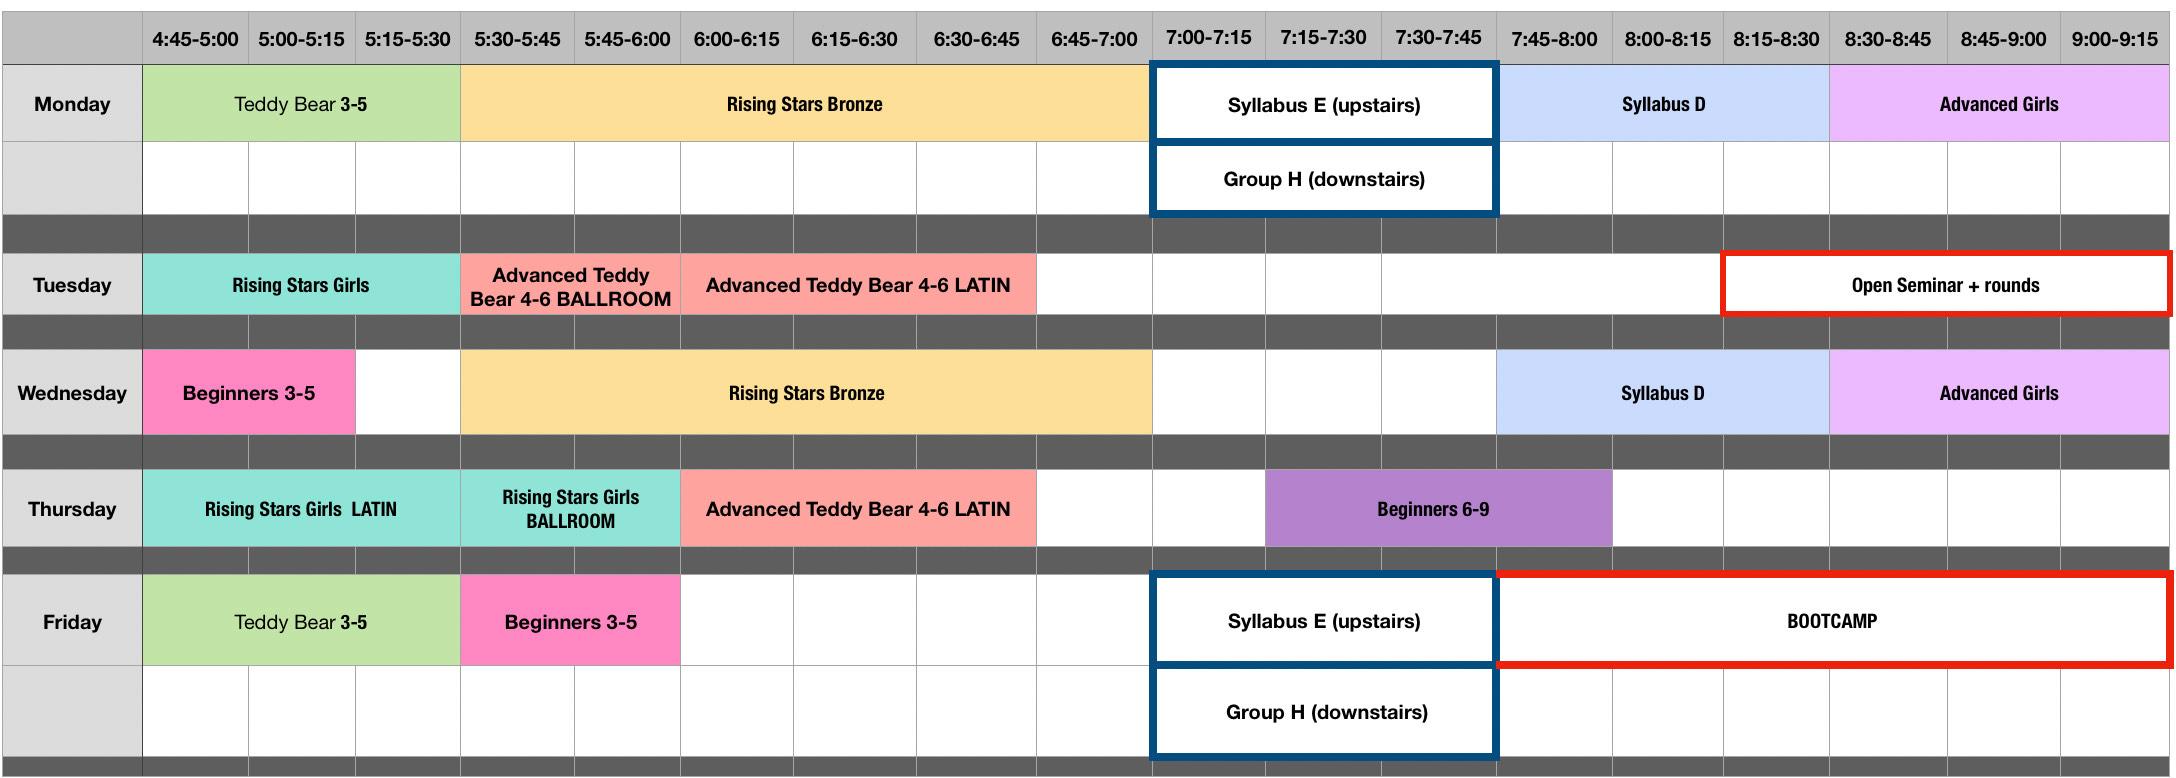 4:45-5:00 5:00-5:15 5:15-5:30 5:30-5:45 5:45-6:00 6:00-6:15 6:15-6:30 6:30-6:45 6:45-7:00 7:00-7:15 7:15-7:30 7:30-7:45 7:45-8:00 8:00-8:15 8:15-8:30 8:30-8:45 8:45-9:00 9:00-9:15
Monday Teddy Bear 3-5 Rising Stars Bronze Syllabus E (upstairs) Syllabus D Advanced Girls
Group H (downstairs)
Tuesday Rising Stars Girls Advanced Teddy
Bear 4-6 BALLROOM Advanced Teddy Bear 4-6 LATIN Open Seminar + rounds
Wednesday Beginners 3-5 Rising Stars Bronze Syllabus D Advanced Girls
Thursday Rising Stars Girls LATIN Rising Stars Girls
BALLROOM Advanced Teddy Bear 4-6 LATIN Beginners 6-9
Friday Teddy Bear 3-5 Beginners 3-5 Syllabus E (upstairs) BOOTCAMP
Group H (downstairs)